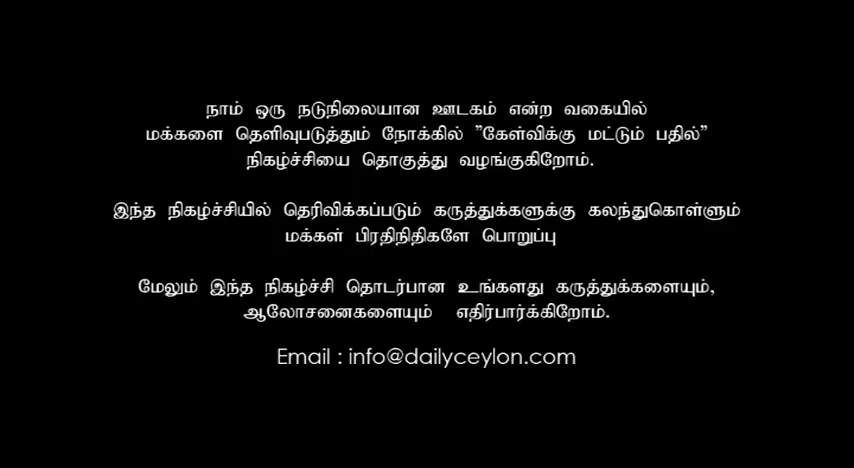 நாம் ஒரு நடுநிலையான ஊடகம் என்ற வகையில்
மக்களை தெளிவுபடுத்தும் நோக்கில் "கேள்விக்கு மட்டும் பதில்"
நிகழ்ச்சியை தொகுத்து வழங்குகிறோம்.
இந்த நிகழ்ச்சியில் தெரிவிக்கப்படும் கருத்துக்களுக்கு கலந்துகொள்ளும்
மக்கள் பிரதிநிதிகளே பொறுப்பு
மேலும் இந்த நிகழ்ச்சி தொடர்பான உங்களது கருத்துக்களையும்,
ஆலோசனைகளையும் எதிர்பார்க்கிறோம்.
Email : info@dailyceylon.com